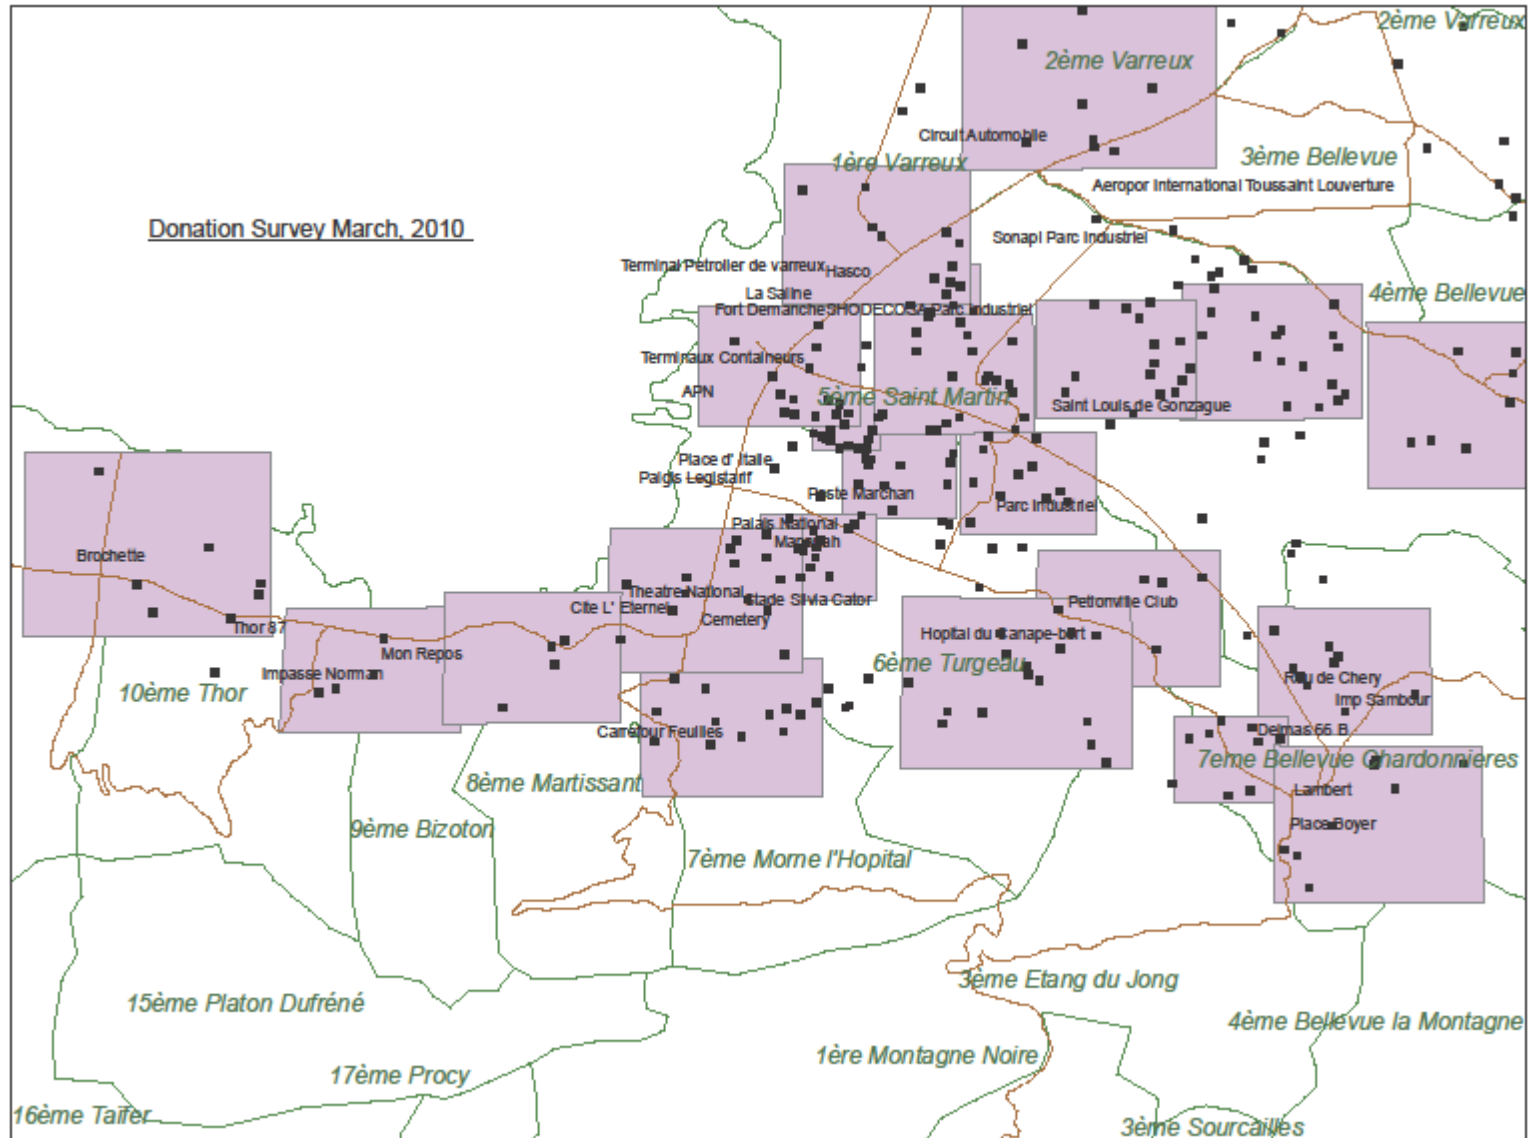 2ème Varreux
2ème Varreux
Circuit Automobile
1ère Varreux
3ème Bellevue
Aeropor International Toussaint Louverture
Donation Survey March, 2010
Sonapi Parc Industriel
Terminal Petrolier de varreux
Hasco
La Saline
4ème Bellevue
Fort Demanche
SHODECOSA Parc Industriel
Terminaux Containeurs
APN
5ème Saint Martin
Saint Louis de Gonzague
Place d' Italie
Palais Legislatif
Poste Marchan
Parc Industriel
Palais National
Brochette
Theatre National
Stade Silvia Cator
Cite L' Eternel
Cemetery
Petionville Club
Thor 87
Mon Repos
Hopital du Canape-vert
6ème Turgeau
Impasse Norman
10ème Thor
Rau de Chery
Imp Sambour
Carrefour Feuilles
Delmas 66 B
7eme Bellevue Chardonnieres
8ème Martissant
Lambert
Place Boyer
9ème Bizoton
7ème Morne l'Hopital
3ème Etang du Jong
15ème Platon Dufréné
4ème Bellevue la Montagne
1ère Montagne Noire
17ème Procy
16ème Taïfer
3ème Sourcailles